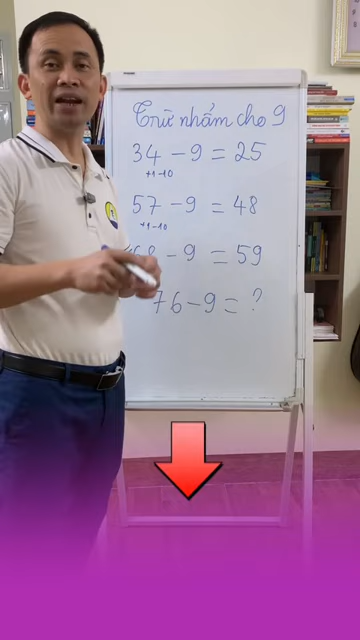 Trừ nhẩm cho 9
34 - 9 = 25
+1-10
57 - 9 = 48
+1-10
68 - 9 = 59
76 - 9 = ?